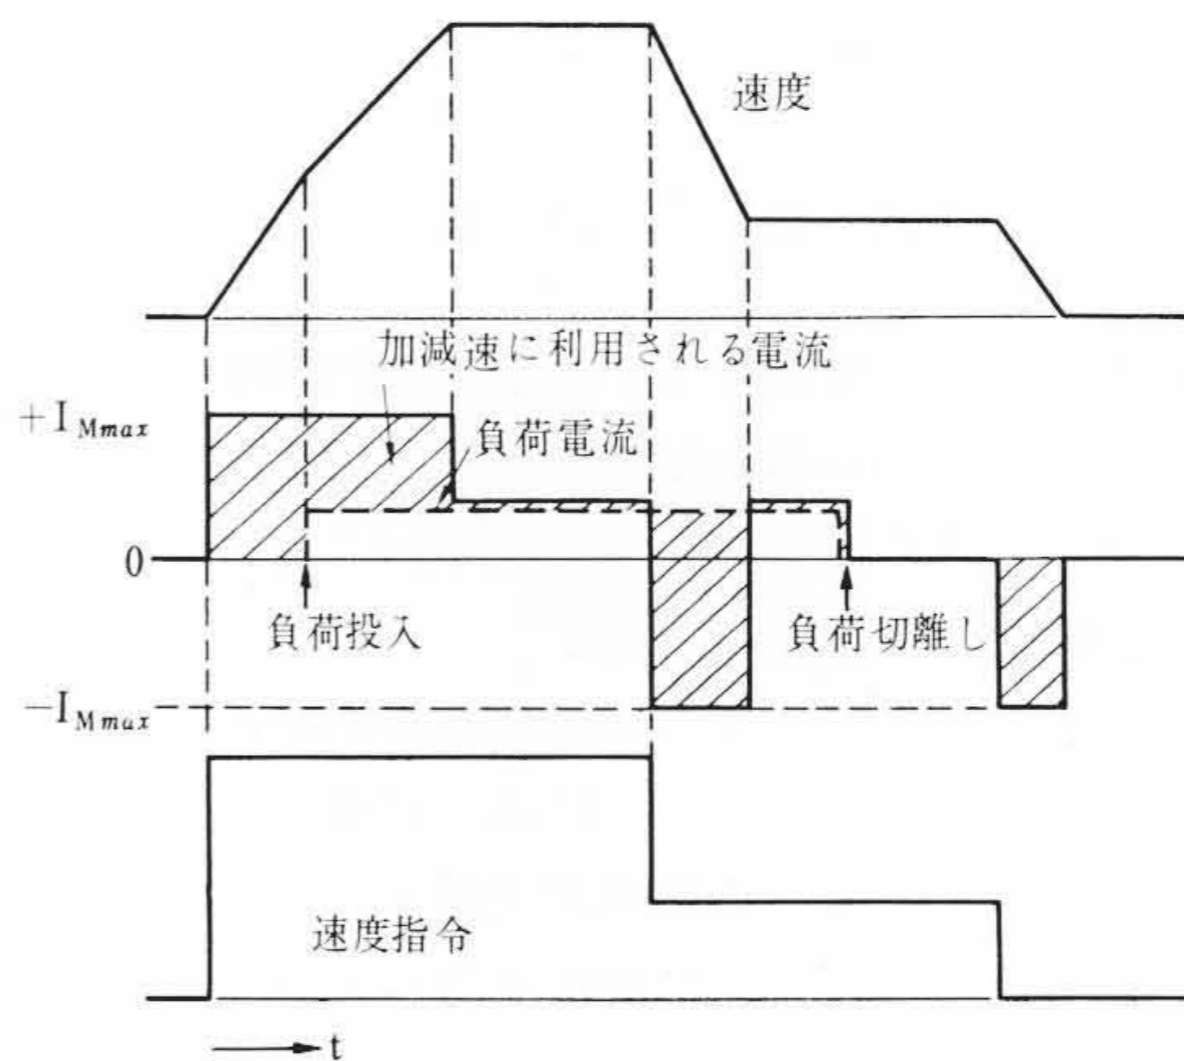 速度
加減速に利用される電流
+I_Mmax
負荷電流
0
負荷投入
負荷切離し
−I_Mmax
速度指令
t